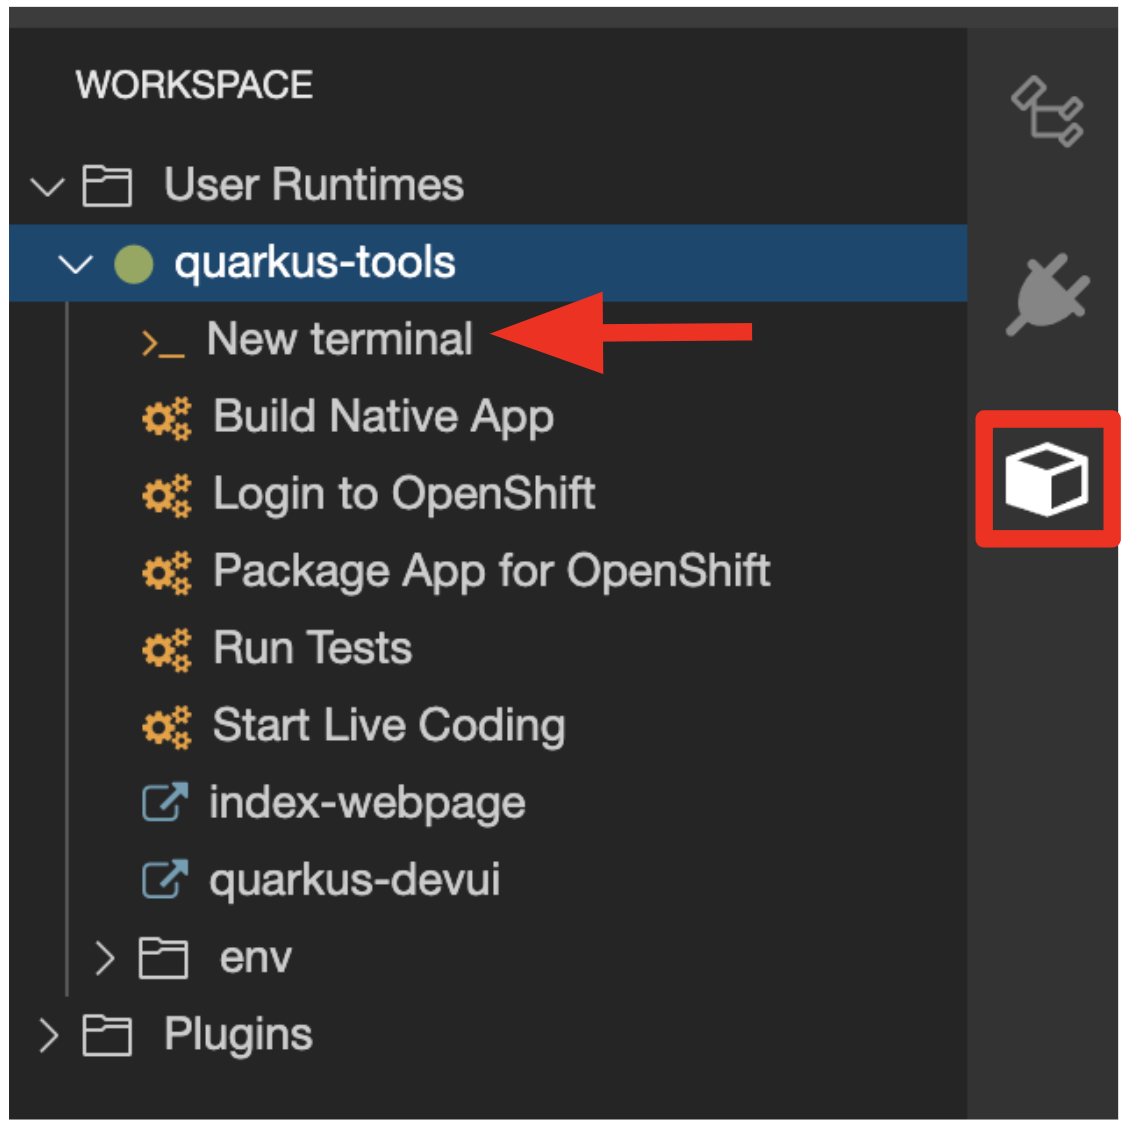 WORKSPACE
User Runtimes
quarkus-tools
New terminal
Build Native App
Login to OpenShift
Package App for OpenShift
Run Tests
Start Live Coding
index-webpage
quarkus-devui
env
Plugins